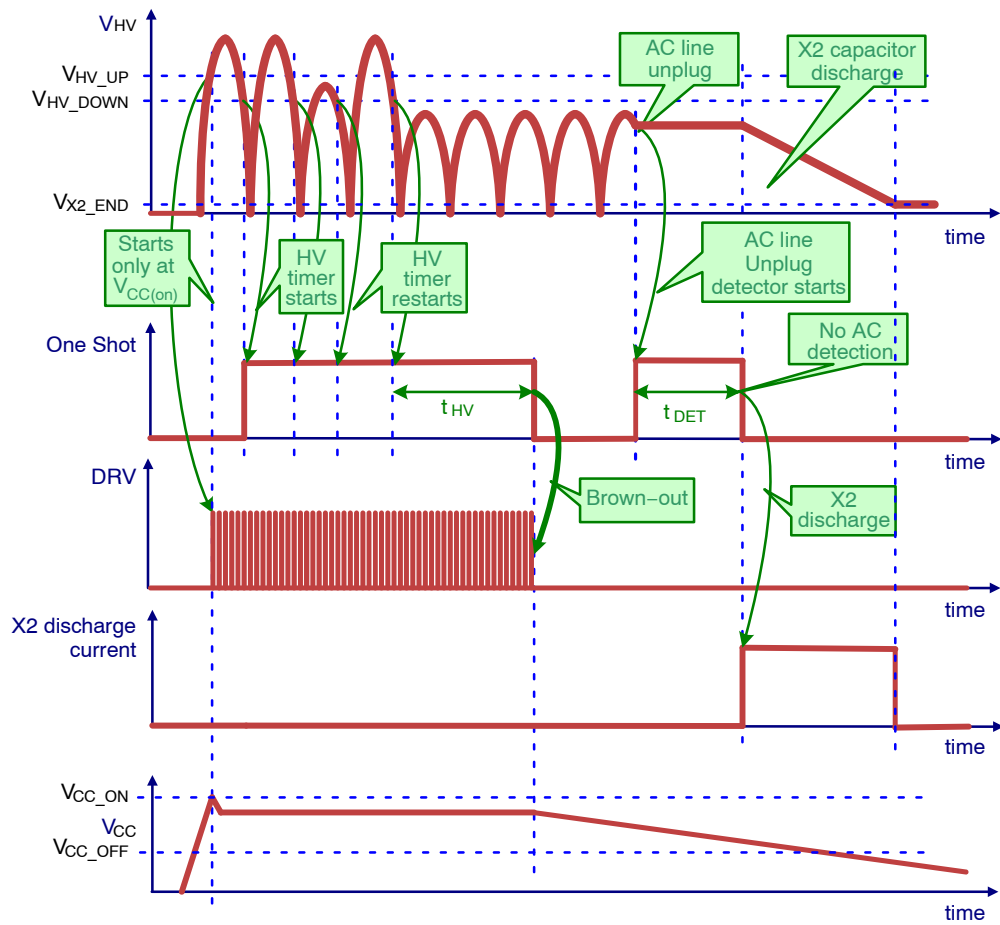 VHV
VHV_UP
VHV_DOWN
VX2_END
AC line
unplug
X2 capacitor
discharge
time
Starts
only at
VCC(on)
HV
timer
starts
HV
timer
restarts
AC line
Unplug
detector starts
One Shot
No AC
detection
tHV
tDET
time
DRV
Brown−out
X2
discharge
time
X2 discharge
current
time
VCC_ON
VCC
VCC_OFF
time